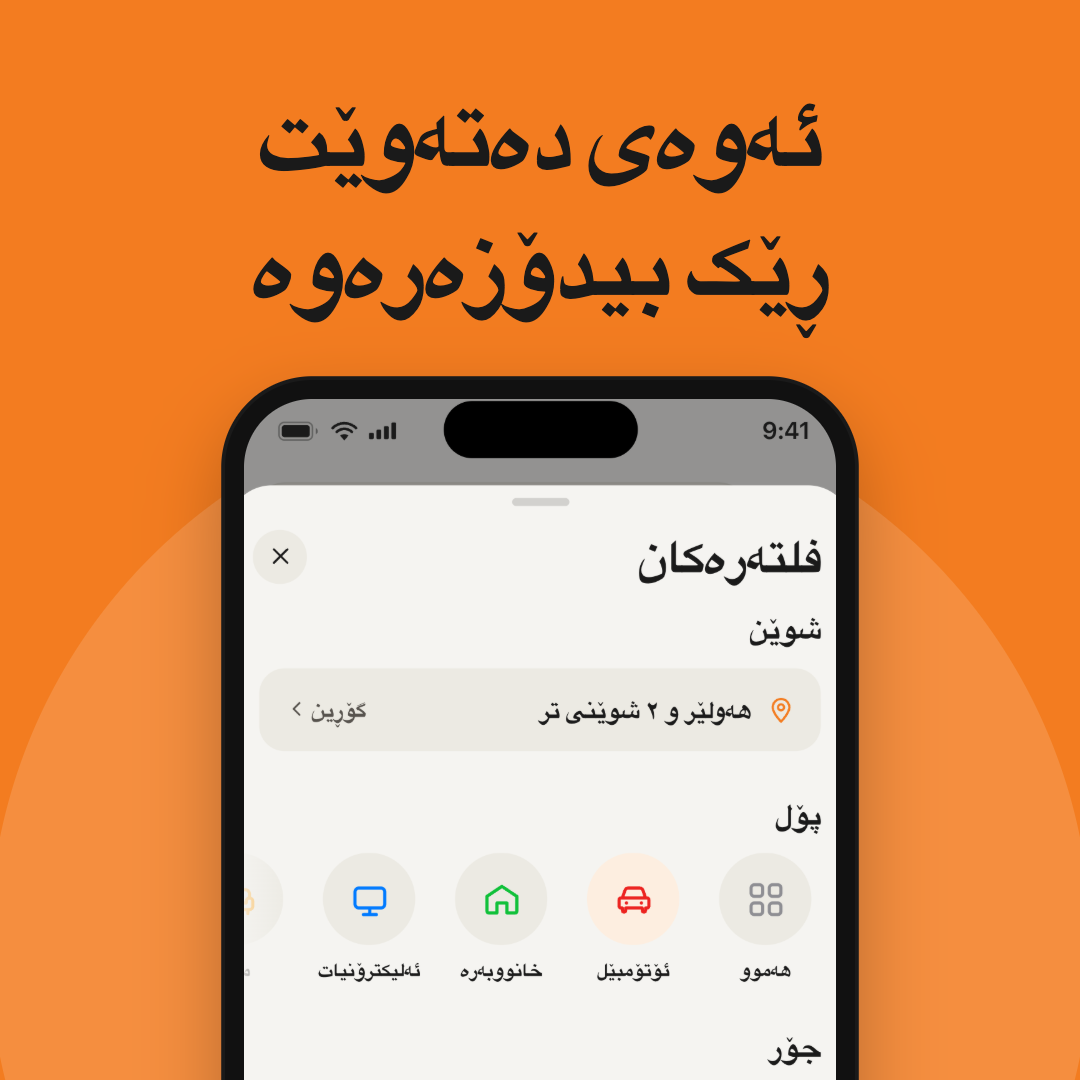 ئەوەی دەتەوێت
ڕێک بیدۆزەرەوە
9:41
فلتەرەکان
شوێن
هەولێر و ٢ شوێنی تر
گۆڕین
پۆل
هەموو
ئۆتۆمبێل
خانووبەرە
ئەلیکترۆنیات
جۆر